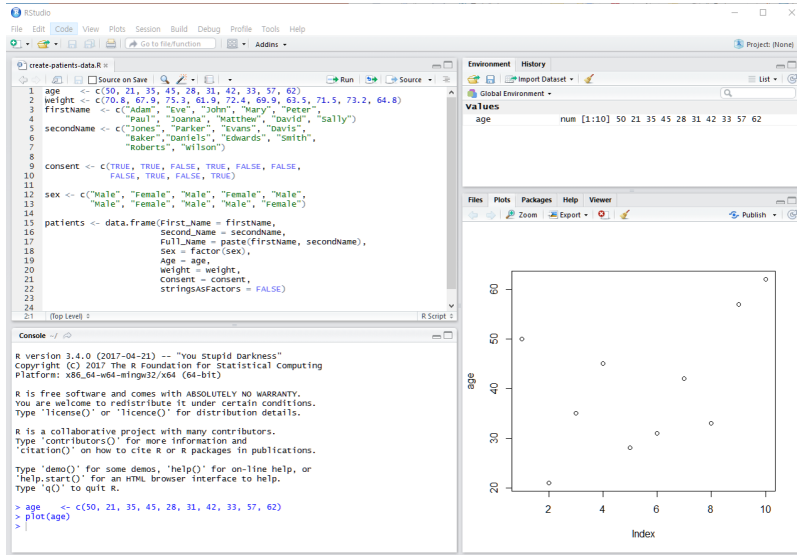 RStudio
File Edit Code View Plots Session Build Debug Profile Tools Help
Go to file/function Addins Project: (None)
create-patients-data.R
Source on Save Run Source
1 age    <- c(50, 21, 35, 45, 28, 31, 42, 33, 57, 62)
2 weight <- c(70.8, 67.9, 75.3, 61.9, 72.4, 69.9, 63.5, 71.5, 73.2, 64.8)
3 firstName  <- c("Adam", "Eve", "John", "Mary", "Peter",
4                 "Paul", "Joanna", "Matthew", "David", "Sally")
5 secondName <- c("Jones", "Parker", "Evans", "Davis",
6                 "Baker","Daniels", "Edwards", "Smith",
7                 "Roberts", "Wilson")
8
9 consent <- c(TRUE, TRUE, FALSE, TRUE, FALSE, FALSE,
10              FALSE, TRUE, FALSE, TRUE)
11
12 sex <- c("Male", "Female", "Male", "Female", "Male",
13          "Male", "Female", "Male", "Male", "Female")
14
15 patients <- data.frame(First_Name = firstName,
16                        Second_Name = secondName,
17                        Full_Name = paste(firstName, secondName),
18                        Sex = factor(sex),
19                        Age = age,
20                        Weight = weight,
21                        Consent = consent,
22                        stringsAsFactors = FALSE)
23
24
2:1 (Top Level) R Script
Console ~/
R version 3.4.0 (2017-04-21) -- "You Stupid Darkness"
Copyright (C) 2017 The R Foundation for Statistical Computing
Platform: x86_64-w64-mingw32/x64 (64-bit)
R is free software and comes with ABSOLUTELY NO WARRANTY.
You are welcome to redistribute it under certain conditions.
Type 'license()' or 'licence()' for distribution details.
R is a collaborative project with many contributors.
Type 'contributors()' for more information and
'citation()' on how to cite R or R packages in publications.
Type 'demo()' for some demos, 'help()' for on-line help, or
'help.start()' for an HTML browser interface to help.
Type 'q()' to quit R.
> age    <- c(50, 21, 35, 45, 28, 31, 42, 33, 57, 62)
> plot(age)
>
Environment History
Import Dataset List
Global Environment
Values
age num [1:10] 50 21 35 45 28 31 42 33 57 62
Files Plots Packages Help Viewer
Zoom Export Publish
60
50
40
30
20
age
2 4 6 8 10
Index